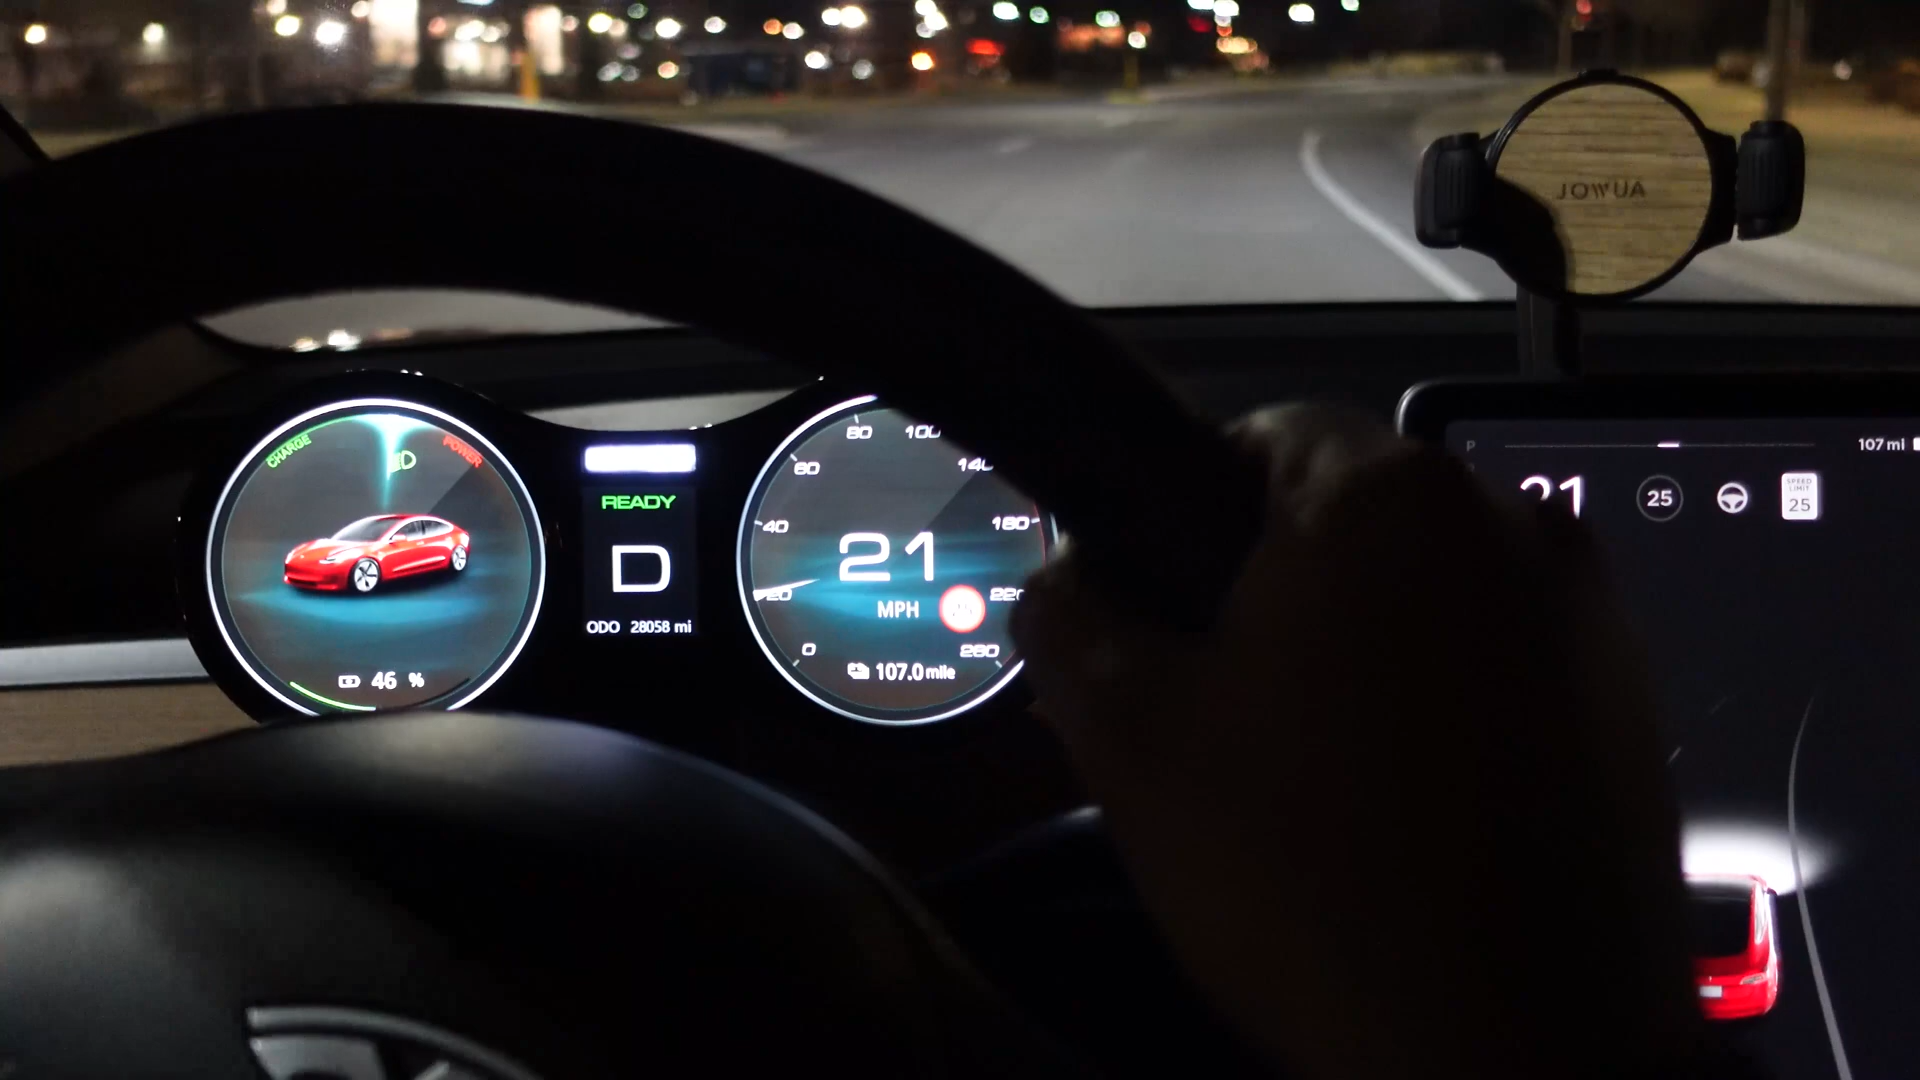 JOWUA
CHARGE
POWER
46 %
READY
D
ODO 28058 mi
0
20
40
60
80
100
140
180
220
260
21
MPH
107.0 mile
P
107 mi
21
25
SPEED
LIMIT
25